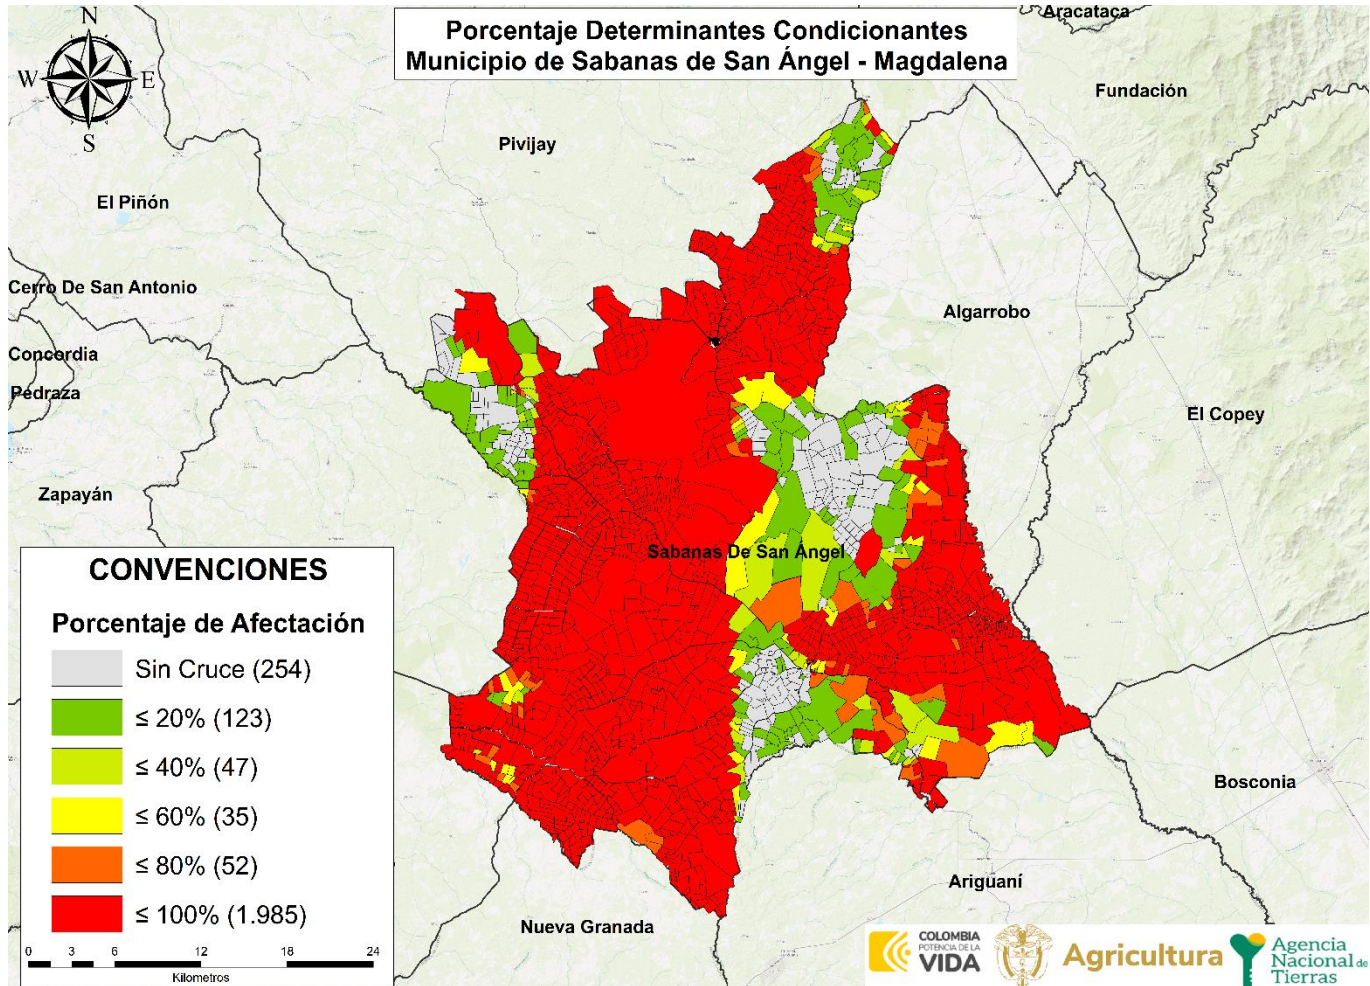 Porcentaje Determinantes Condicionantes
Municipio de Sabanas de San Ángel - Magdalena
N
W
E
S
Aracataca
Fundación
Pivijay
El Piñón
Cerro De San Antonio
Algarrobo
Concordia
Pedraza
El Copey
Zapayán
Sabanas De San Ángel
Bosconia
Ariguaní
Nueva Granada
CONVENCIONES
Porcentaje de Afectación
Sin Cruce (254)
≤ 20% (123)
≤ 40% (47)
≤ 60% (35)
≤ 80% (52)
≤ 100% (1.985)
0 3 6 12 18 24
Kilometros
COLOMBIA
POTENCIA DE LA
VIDA
Agricultura
Agencia
Nacional de
Tierras